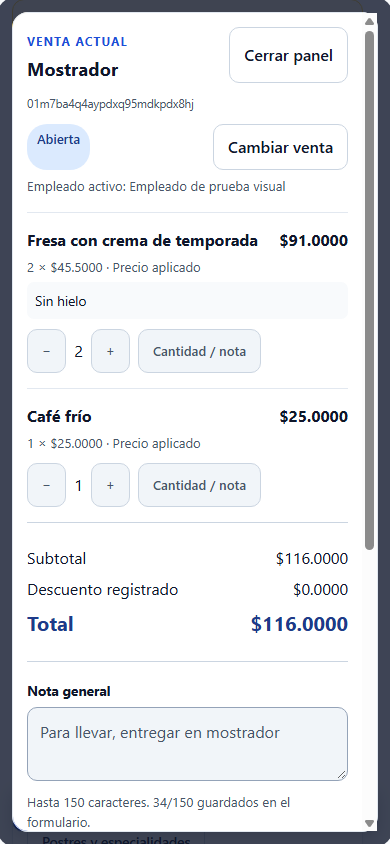 VENTA ACTUAL
Mostrador
Cerrar panel
01m7ba4q4aypdxq95mdkpdx8hj
Abierta
Cambiar venta
Empleado activo: Empleado de prueba visual
Fresa con crema de temporada $91.0000
2 × $45.5000 · Precio aplicado
Sin hielo
− 2 + Cantidad / nota
Café frío $25.0000
1 × $25.0000 · Precio aplicado
− 1 + Cantidad / nota
Subtotal $116.0000
Descuento registrado $0.0000
Total $116.0000
Nota general
Para llevar, entregar en mostrador
Hasta 150 caracteres. 34/150 guardados en el
formulario.
Postres y especialidades